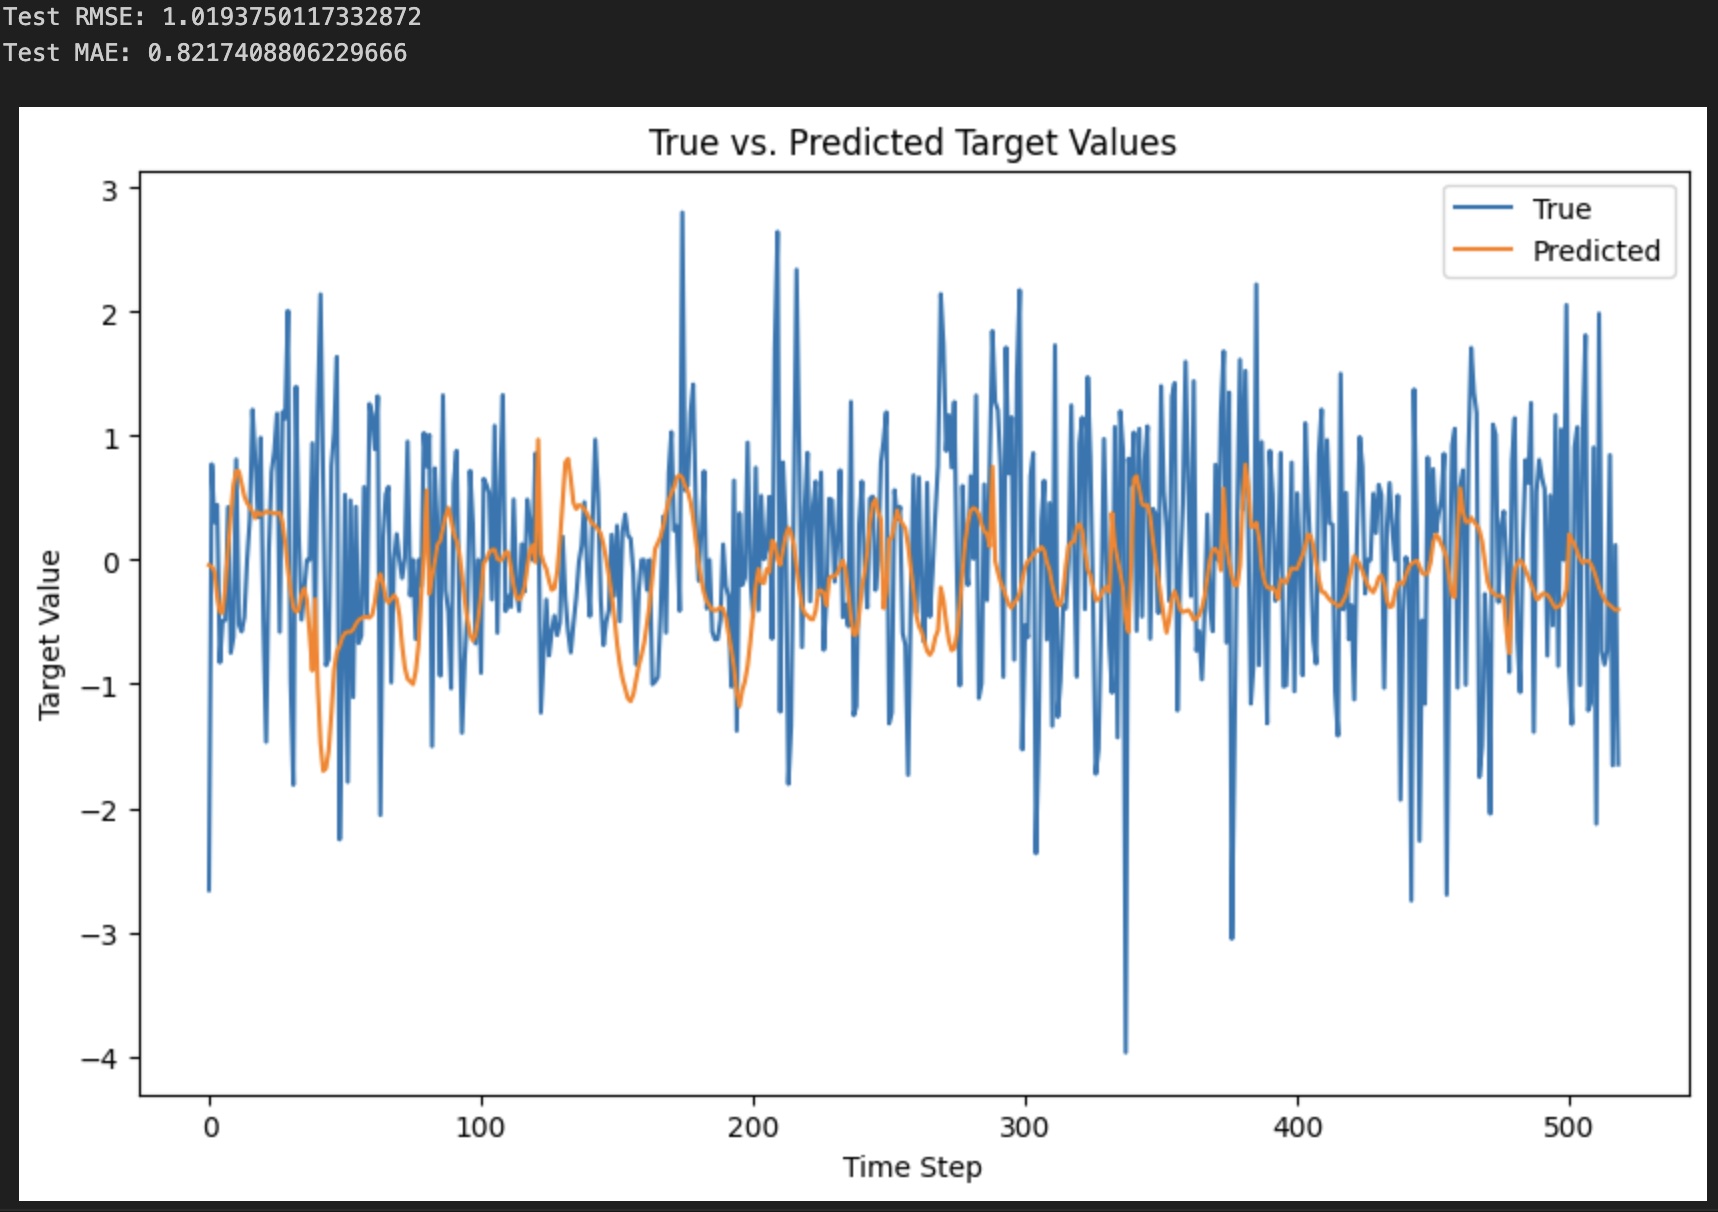 Test RMSE: 1.0193750117332872
Test MAE: 0.8217408806229666
True vs. Predicted Target Values
3
2
1
0
−1
−2
−3
−4
Target Value
True
Predicted
0
100
200
300
400
500
Time Step